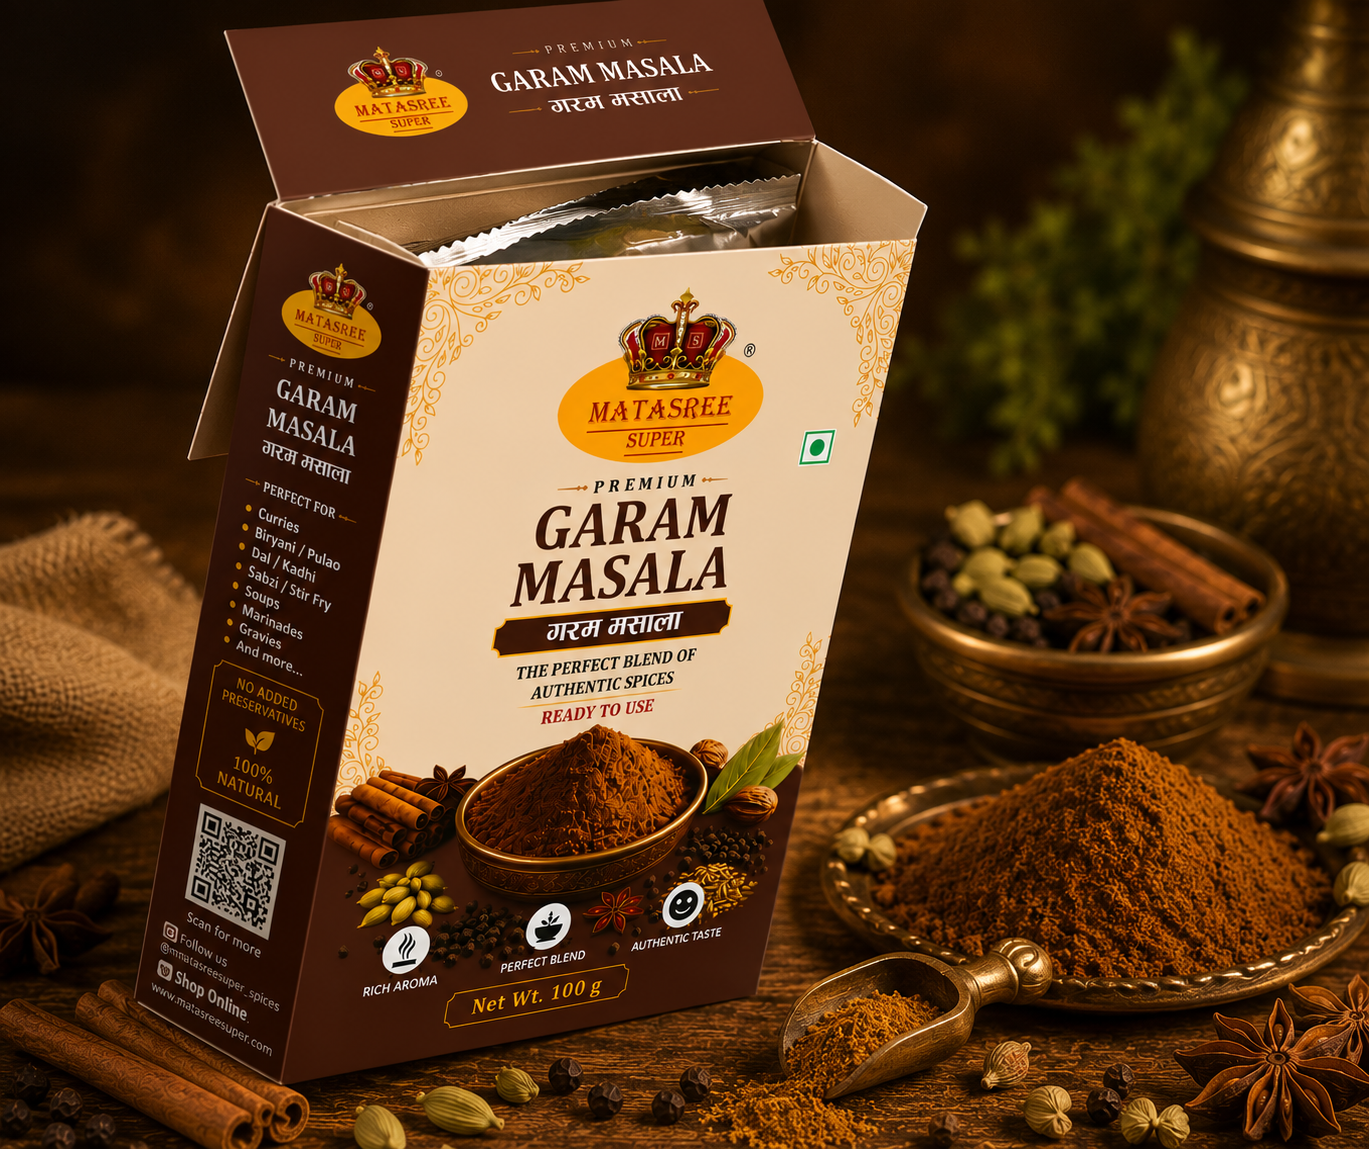 PREMIUM
GARAM MASALA
गरम मसाला
MATASREE
SUPER
®
MATASREE
SUPER
®
PREMIUM
GARAM
MASALA
गरम मसाला
PERFECT FOR
Curries
Biryani / Pulao
Dal / Kadhi
Sabzi / Stir Fry
Soups
Marinades
Gravies
And more...
NO ADDED
PRESERVATIVES
100%
NATURAL
Scan for more
Follow us
@matasreesuper_spices
Shop Online
www.matasreesuper.com
M S
®
MATASREE
SUPER
PREMIUM
GARAM
MASALA
गरम मसाला
THE PERFECT BLEND OF
AUTHENTIC SPICES
READY TO USE
RICH AROMA
PERFECT BLEND
AUTHENTIC TASTE
Net Wt. 100 g